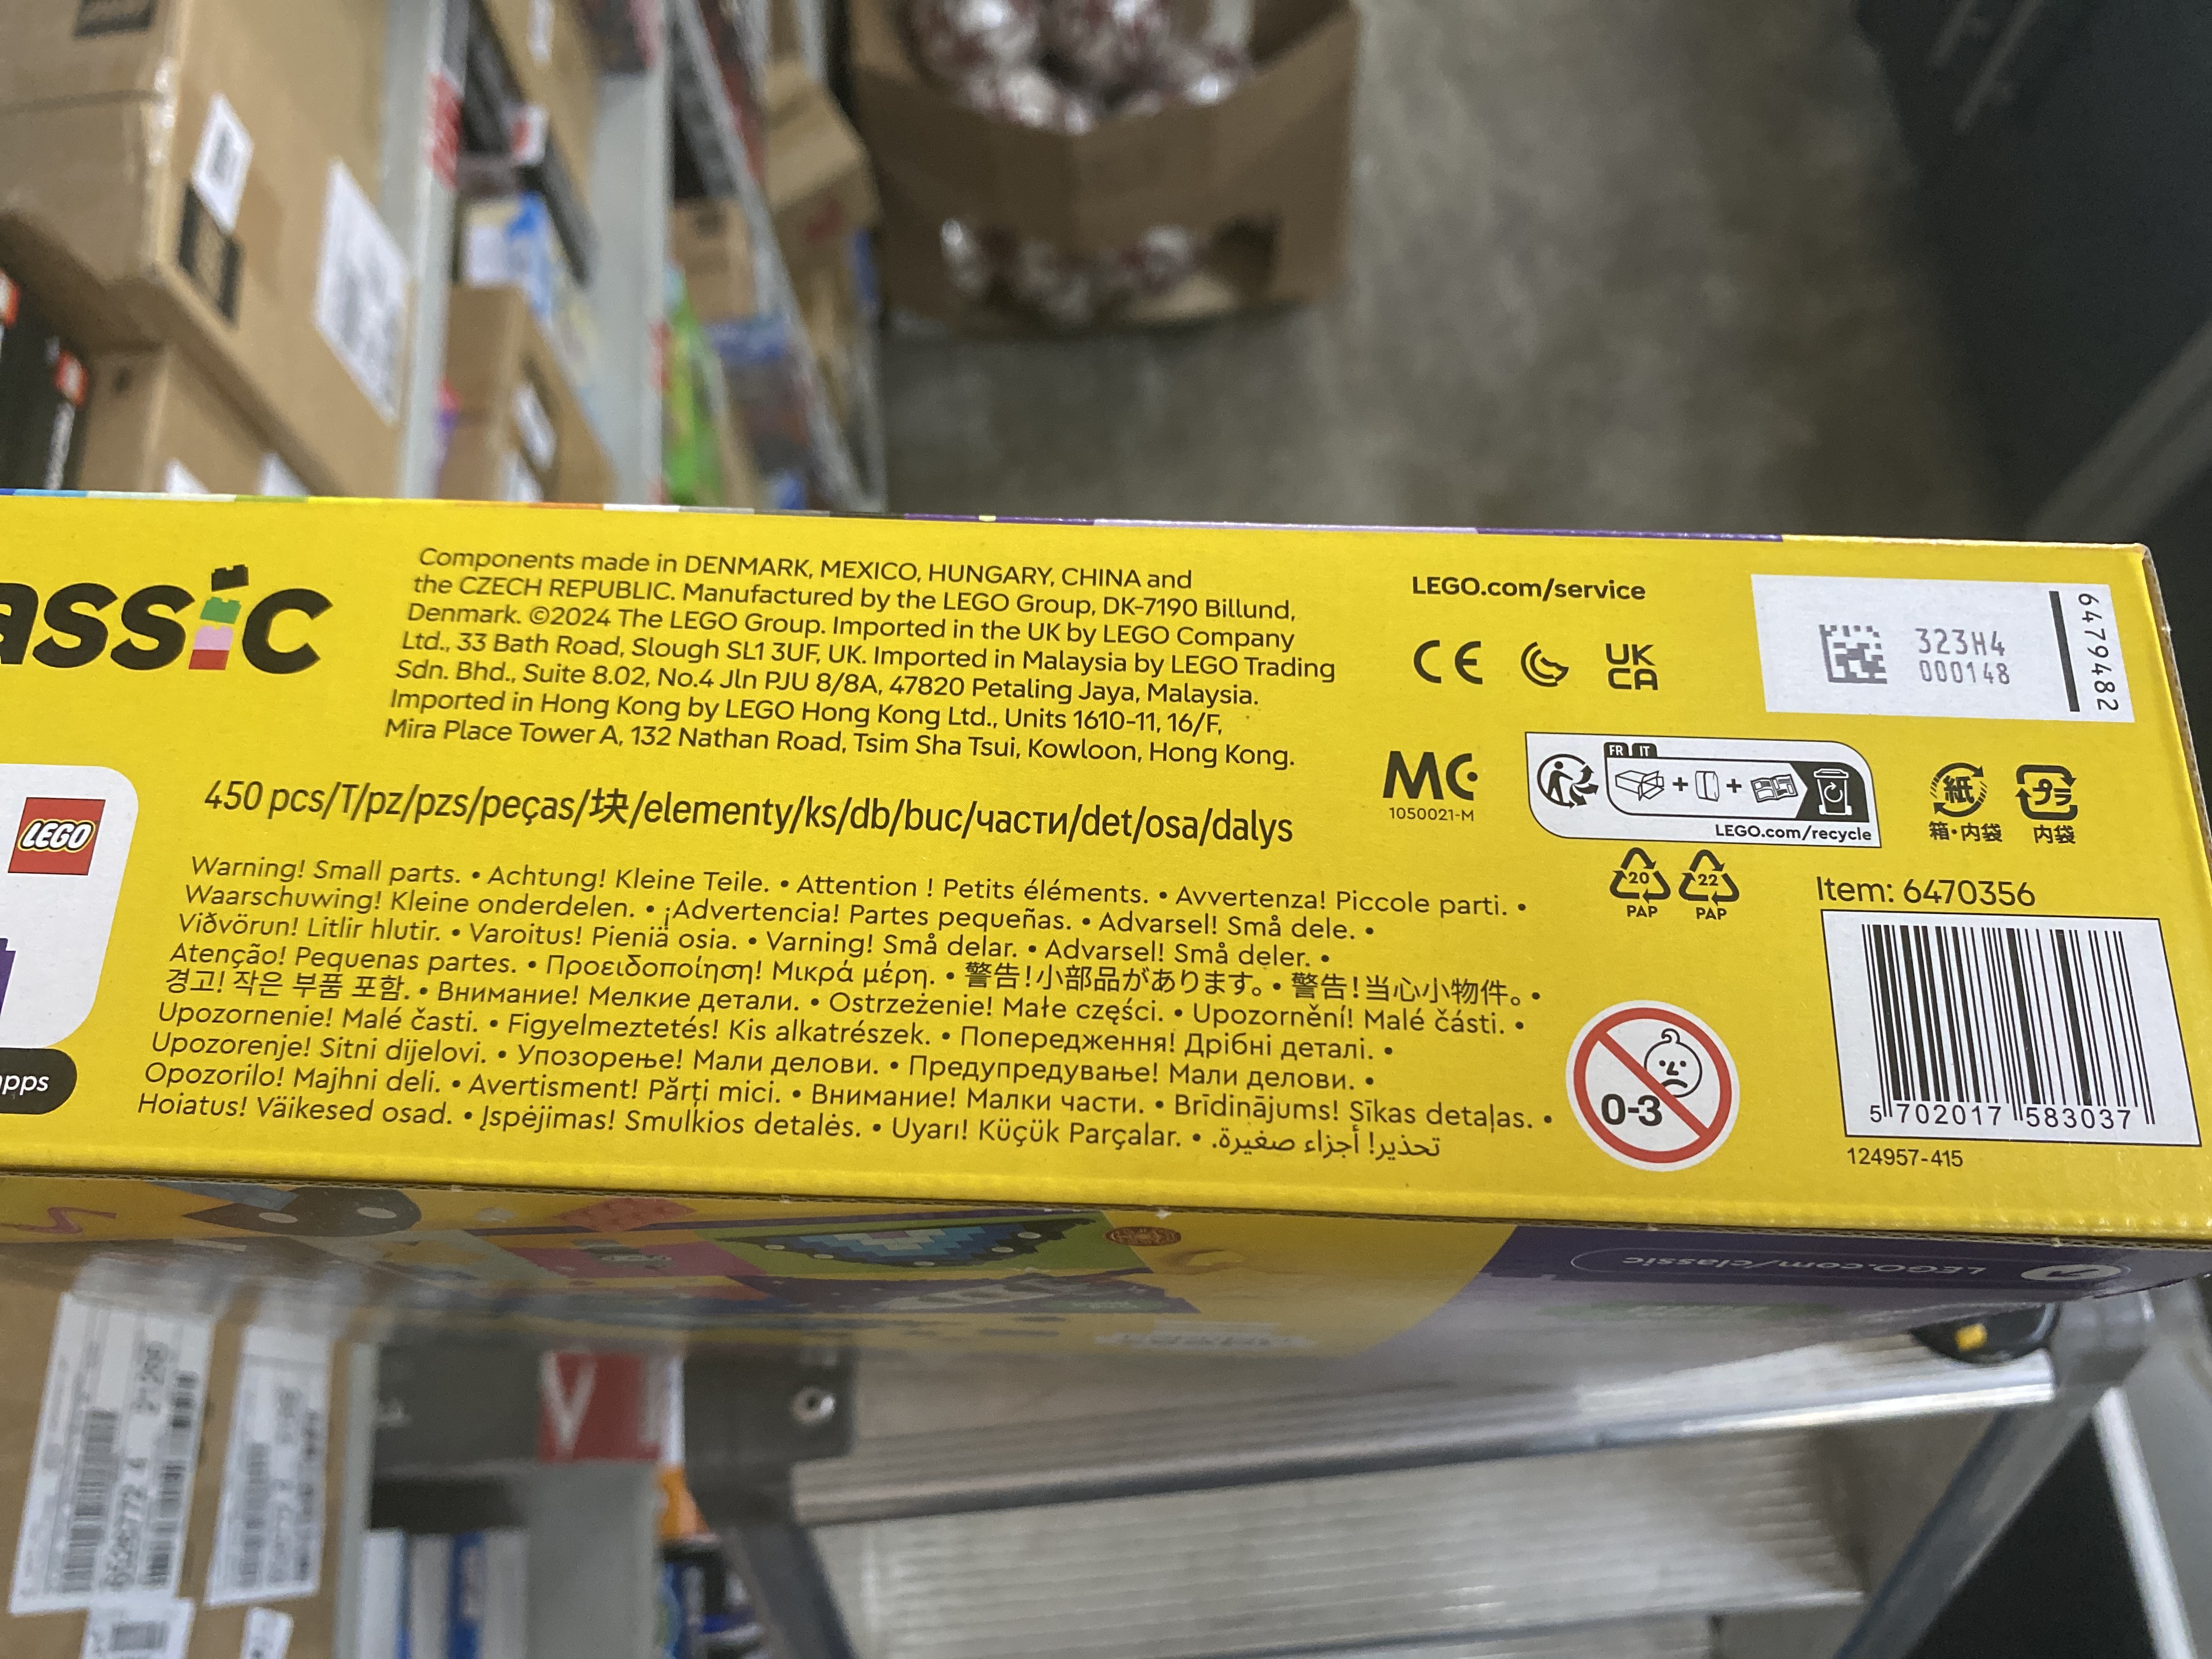 assic
Components made in DENMARK, MEXICO, HUNGARY, CHINA and
the CZECH REPUBLIC. Manufactured by the LEGO Group, DK-7190 Billund,
Denmark. ©2024 The LEGO Group. Imported in the UK by LEGO Company
Ltd., 33 Bath Road, Slough SL1 3UF, UK. Imported in Malaysia by LEGO Trading
Sdn. Bhd., Suite 8.02, No.4 Jln PJU 8/8A, 47820 Petaling Jaya, Malaysia.
Imported in Hong Kong by LEGO Hong Kong Ltd., Units 1610-11, 16/F,
Mira Place Tower A, 132 Nathan Road, Tsim Sha Tsui, Kowloon, Hong Kong.
LEGO
450 pcs/T/pz/pzs/peças/块/elementy/ks/db/buc/части/det/osa/dalys
Warning! Small parts. • Achtung! Kleine Teile. • Attention ! Petits éléments. • Avvertenza! Piccole parti. •
Waarschuwing! Kleine onderdelen. • ¡Advertencia! Partes pequeñas. • Advarsel! Små dele. •
Viðvörun! Litlir hlutir. • Varoitus! Pieniä osia. • Varning! Små delar. • Advarsel! Små deler. •
Atenção! Pequenas partes. • Προειδοποίηση! Μικρά μέρη. • 警告!小部品があります。• 警告!当心小物件。•
경고! 작은 부품 포함. • Внимание! Мелкие детали. • Ostrzeżenie! Małe części. • Upozornění! Malé části. •
Upozornenie! Malé časti. • Figyelmeztetés! Kis alkatrészek. • Попередження! Дрібні деталі. •
Upozorenje! Sitni dijelovi. • Упозорење! Мали делови. • Предупредување! Мали делови. •
Opozorilo! Majhni deli. • Avertisment! Părți mici. • Внимание! Малки части. • Brīdinājums! Sīkas detaļas. •
Hoiatus! Väikesed osad. • Įspėjimas! Smulkios detalės. • Uyarı! Küçük Parçalar. • تحذير! أجزاء صغيرة.
apps
LEGO.com/service
CE
UK
CA
MC
1050021-M
FR IT
LEGO.com/recycle
20
PAP
22
PAP
323H4
000148
6479482
紙
箱・内袋
プラ
内袋
Item: 6470356
5 702017 583037
124957-415
0-3
LEGO.com/classic